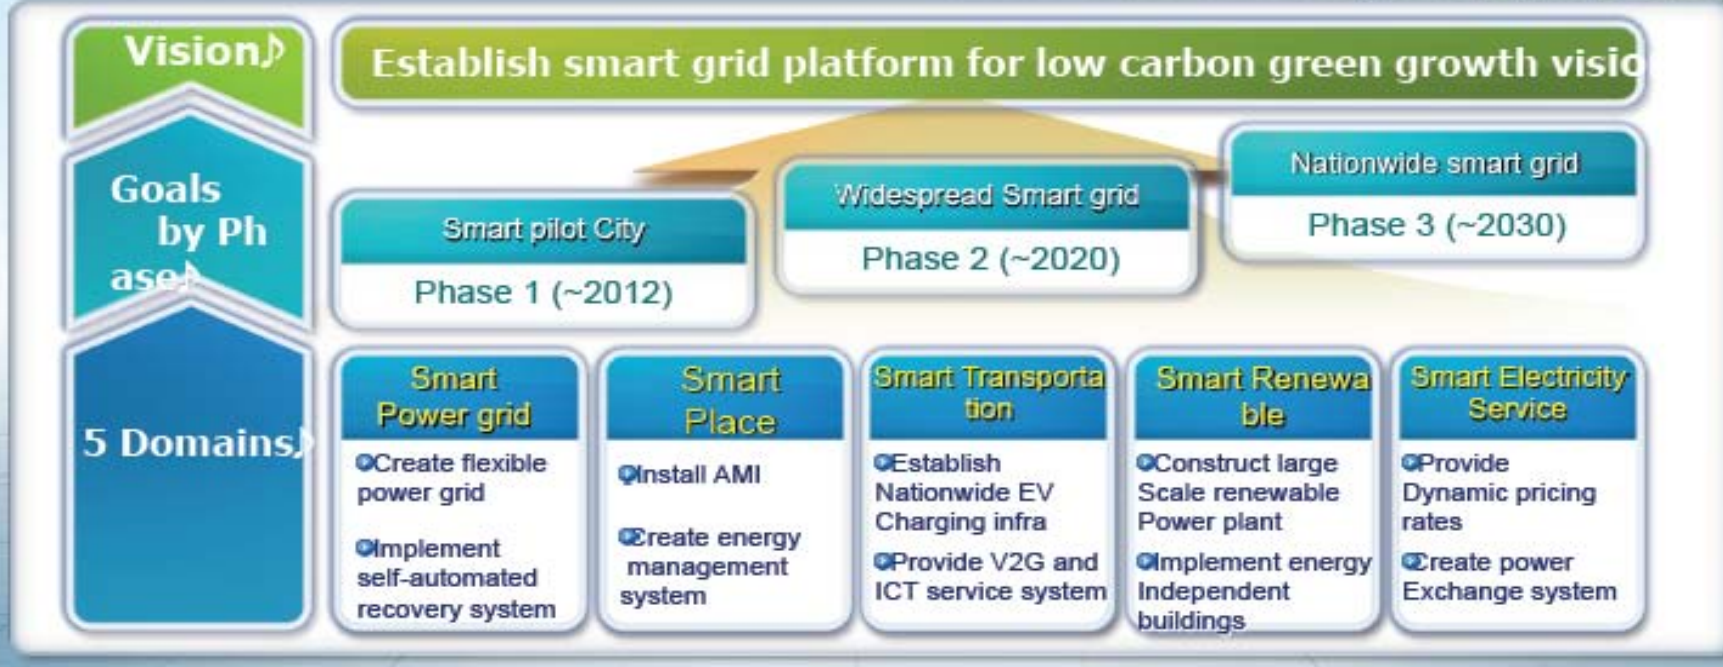 Vision♪
Establish smart grid platform for low carbon green growth visio
Goals
by Ph
ase♪
Smart pilot City
Phase 1 (~2012)
Widespread Smart grid
Phase 2 (~2020)
Nationwide smart grid
Phase 3 (~2030)
5 Domains♪
Smart
Power grid
Create flexible
power grid
Implement
self-automated
recovery system
Smart
Place
Install AMI
Create energy
management
system
Smart Transporta
tion
Establish
Nationwide EV
Charging infra
Provide V2G and
ICT service system
Smart Renewa
ble
Construct large
Scale renewable
Power plant
Implement energy
Independent
buildings
Smart Electricity
Service
Provide
Dynamic pricing
rates
Create power
Exchange system